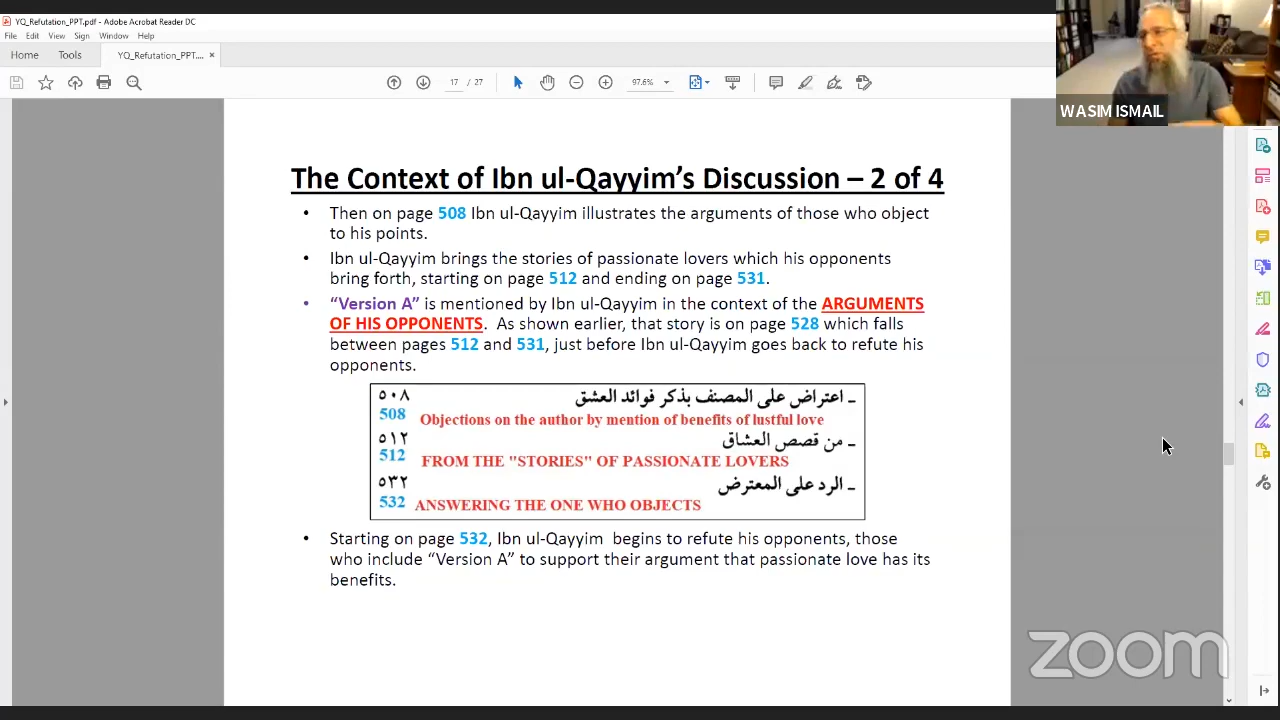 YQ_Refutation_PPT.pdf - Adobe Acrobat Reader DC
File Edit View Sign Window Help
Home Tools YQ_Refutation_PPT.... ×
17 / 27 97.6%
WASIM ISMAIL
The Context of Ibn ul-Qayyim’s Discussion – 2 of 4
• Then on page 508 Ibn ul-Qayyim illustrates the arguments of those who object
to his points.
• Ibn ul-Qayyim brings the stories of passionate lovers which his opponents
bring forth, starting on page 512 and ending on page 531.
• “Version A” is mentioned by Ibn ul-Qayyim in the context of the ARGUMENTS
OF HIS OPPONENTS. As shown earlier, that story is on page 528 which falls
between pages 512 and 531, just before Ibn ul-Qayyim goes back to refute his
opponents.
ـ اعتراض على المصنف بذكر فوائد العشق ٥٠٨
508 Objections on the author by mention of benefits of lustful love
ـ من قصص العشاق ٥١٢
512 FROM THE "STORIES" OF PASSIONATE LOVERS
ـ الرد على المعترض ٥٣٢
532 ANSWERING THE ONE WHO OBJECTS
• Starting on page 532, Ibn ul-Qayyim begins to refute his opponents, those
who include “Version A” to support their argument that passionate love has its
benefits.
zoom